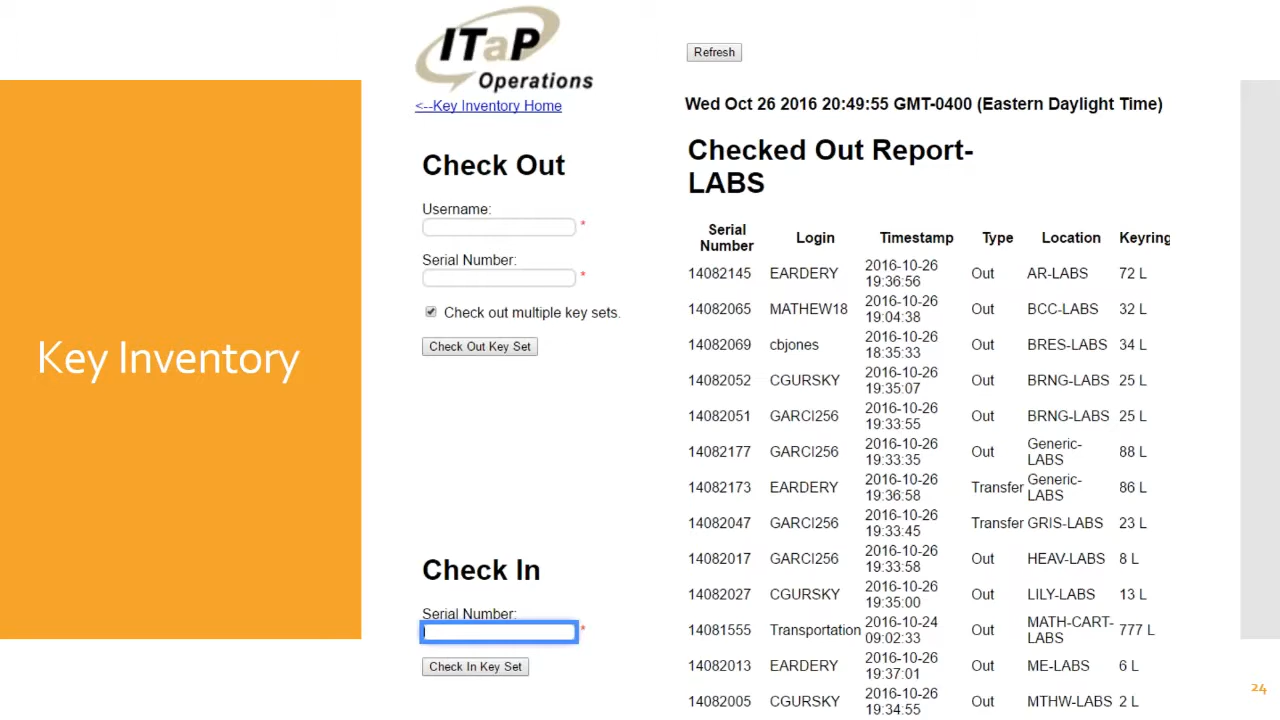 Key Inventory
ITaP
Operations
<--Key Inventory Home
Check Out
Username:
*
Serial Number:
*
Check out multiple key sets.
Check Out Key Set
Check In
Serial Number:
*
Check In Key Set
Refresh
Wed Oct 26 2016 20:49:55 GMT-0400 (Eastern Daylight Time)
Checked Out Report-
LABS
Serial Number Login Timestamp Type Location Keyring
14082145 EARDERY 2016-10-26 19:36:56 Out AR-LABS 72 L
14082065 MATHEW18 2016-10-26 19:04:38 Out BCC-LABS 32 L
14082069 cbjones 2016-10-26 18:35:33 Out BRES-LABS 34 L
14082052 CGURSKY 2016-10-26 19:35:07 Out BRNG-LABS 25 L
14082051 GARCI256 2016-10-26 19:33:55 Out BRNG-LABS 25 L
14082177 GARCI256 2016-10-26 19:33:35 Out Generic-LABS 88 L
14082173 EARDERY 2016-10-26 19:36:58 Transfer Generic-LABS 86 L
14082047 GARCI256 2016-10-26 19:33:45 Transfer GRIS-LABS 23 L
14082017 GARCI256 2016-10-26 19:33:58 Out HEAV-LABS 8 L
14082027 CGURSKY 2016-10-26 19:35:00 Out LILY-LABS 13 L
14081555 Transportation 2016-10-24 09:02:33 Out MATH-CART-LABS 777 L
14082013 EARDERY 2016-10-26 19:37:01 Out ME-LABS 6 L
14082005 CGURSKY 2016-10-26 19:34:55 Out MTHW-LABS 2 L
24